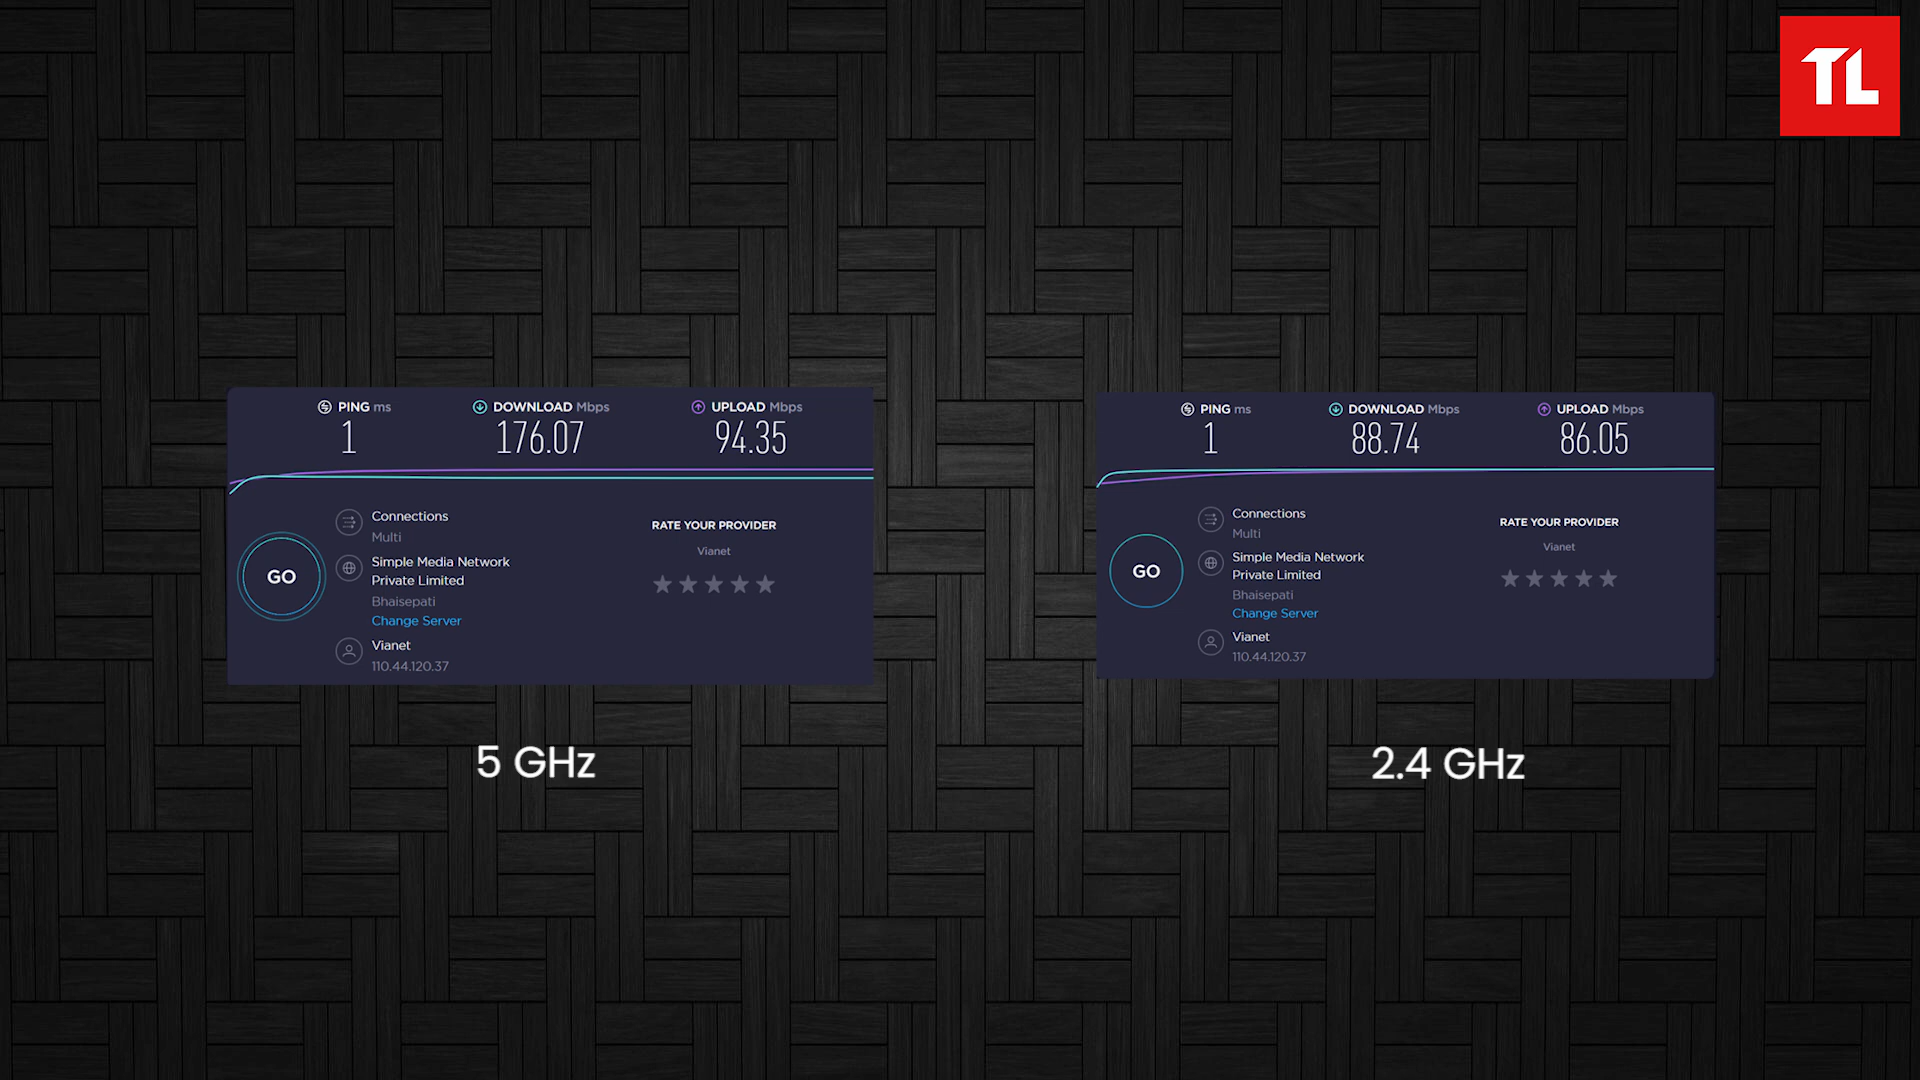 TL
PING ms
DOWNLOAD Mbps
UPLOAD Mbps
1
176.07
94.35
Connections
Multi
Simple Media Network
Private Limited
Bhaisepati
Change Server
Vianet
110.44.120.37
GO
RATE YOUR PROVIDER
Vianet
5 GHz
PING ms
DOWNLOAD Mbps
UPLOAD Mbps
1
88.74
86.05
Connections
Multi
Simple Media Network
Private Limited
Bhaisepati
Change Server
Vianet
110.44.120.37
GO
RATE YOUR PROVIDER
Vianet
2.4 GHz